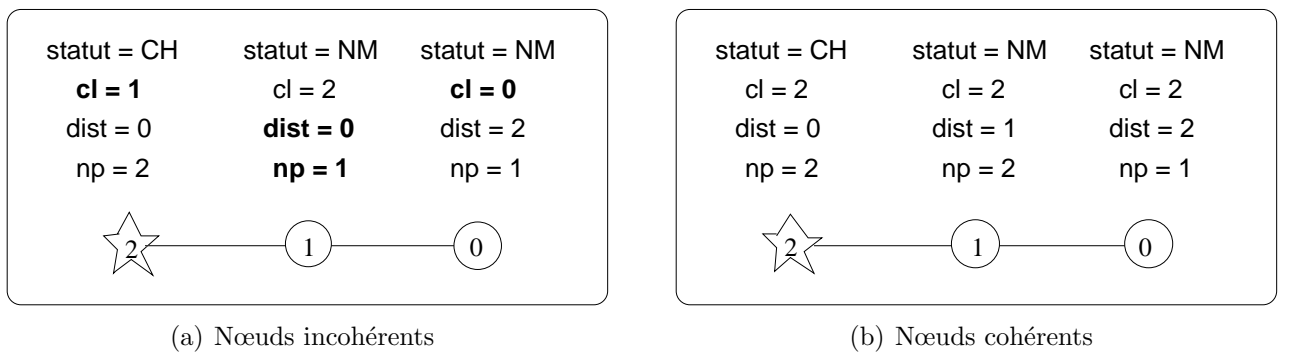 statut = CH statut = NM statut = NM
cl = 1 cl = 2 cl = 0
dist = 0 dist = 0 dist = 2
np = 2 np = 1 np = 1
2 1 0
(a) Nœuds incohérents
statut = CH statut = NM statut = NM
cl = 2 cl = 2 cl = 2
dist = 0 dist = 1 dist = 2
np = 2 np = 2 np = 1
2 1 0
(b) Nœuds cohérents